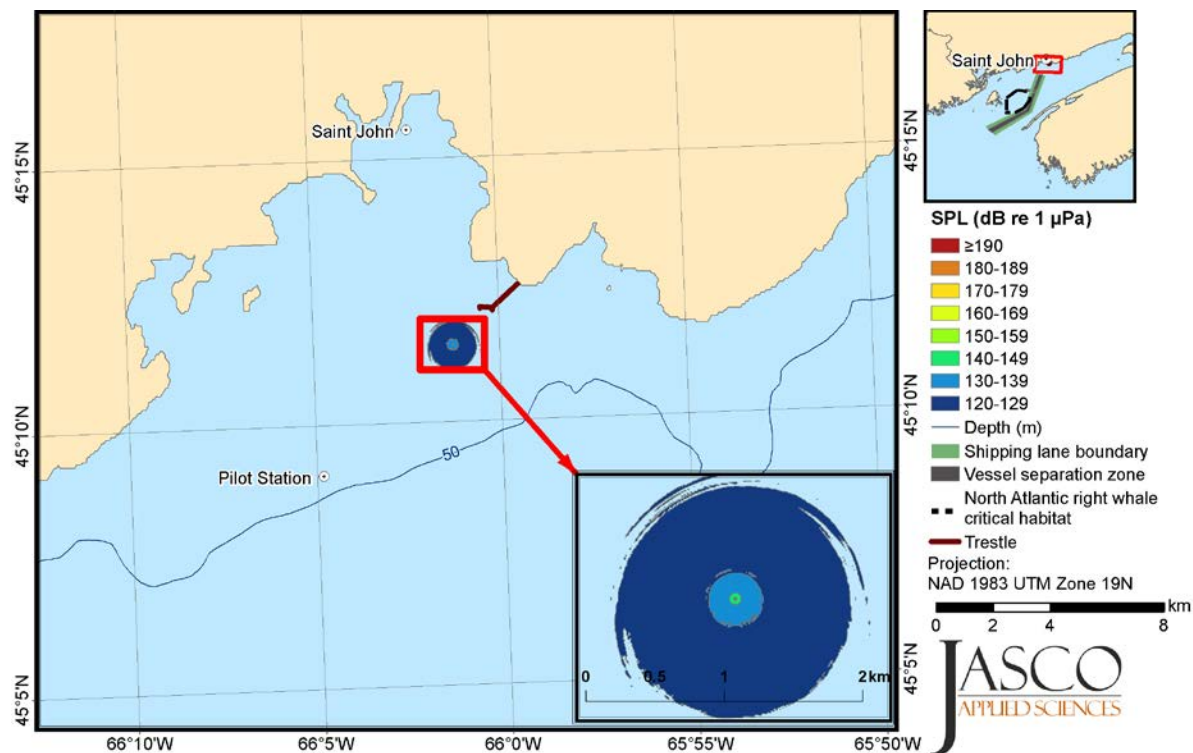 Saint John
Pilot Station
50
45°15'N
45°10'N
45°5'N
45°15'N
45°10'N
45°5'N
66°10'W
66°5'W
66°0'W
65°55'W
65°50'W
0 0.5 1 2 km
Saint John
SPL (dB re 1 µPa)
≥190
180-189
170-179
160-169
150-159
140-149
130-139
120-129
Depth (m)
Shipping lane boundary
Vessel separation zone
North Atlantic right whale
critical habitat
Trestle
Projection:
NAD 1983 UTM Zone 19N
km
0 2 4 8
JASCO
APPLIED SCIENCES